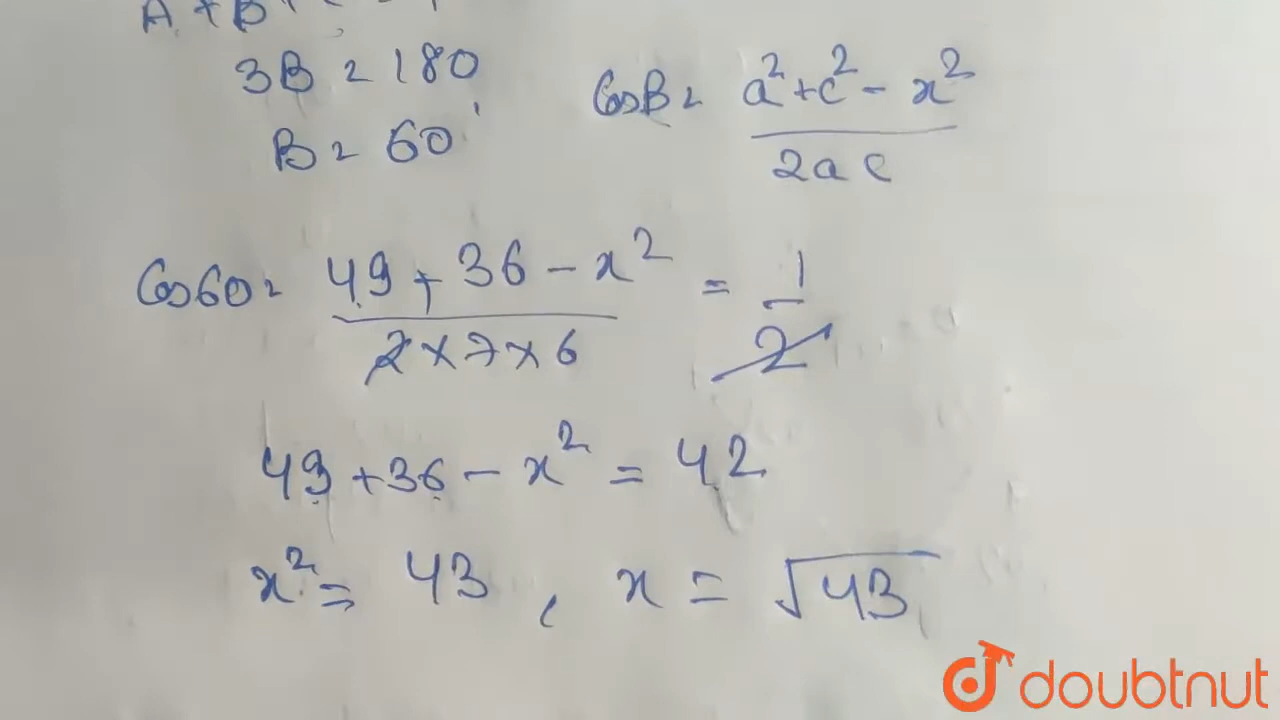 A + B
3B = 180
B = 60
CosB = a² + c² - x² / 2ac
Cos60 = 49 + 36 - x² / 2 × 7 × 6 = 1 / 2
49 + 36 - x² = 42
x² = 43, x = √43
doubtnut